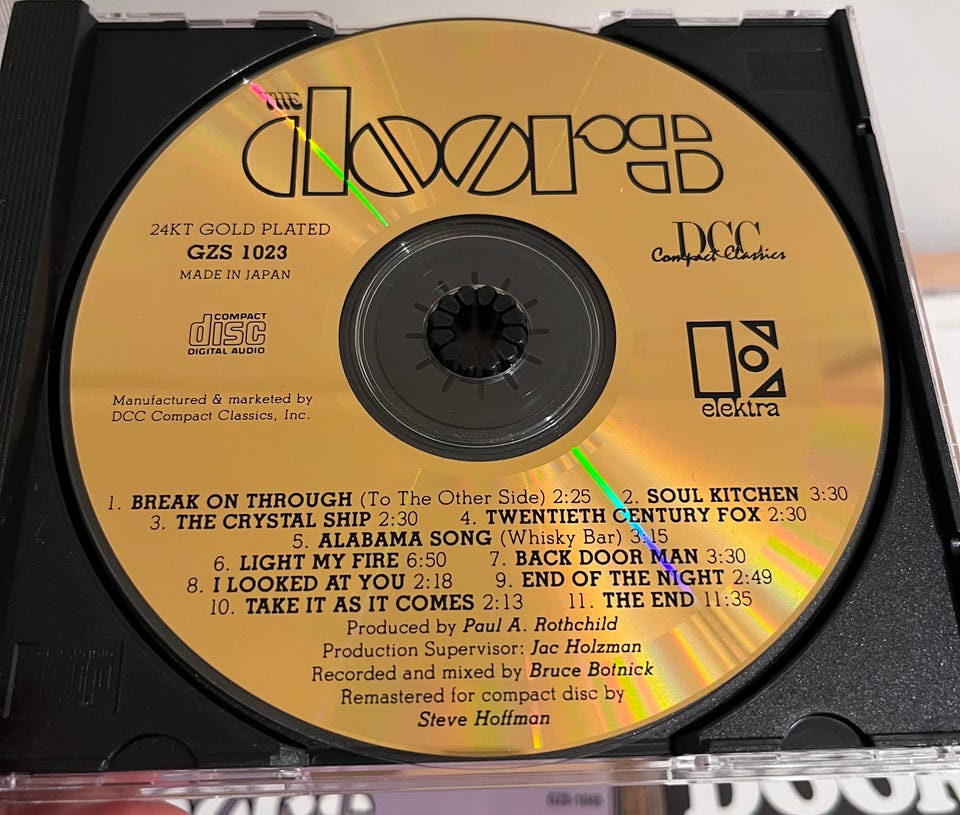 THE
doors
24KT GOLD PLATED
GZS 1023
MADE IN JAPAN
DCC
Compact Classics
COMPACT
disc
DIGITAL AUDIO
elektra
Manufactured & marketed by
DCC Compact Classics, Inc.
1. BREAK ON THROUGH (To The Other Side) 2:25 2. SOUL KITCHEN 3:30
3. THE CRYSTAL SHIP 2:30 4. TWENTIETH CENTURY FOX 2:30
5. ALABAMA SONG (Whisky Bar) 3:15
6. LIGHT MY FIRE 6:50 7. BACK DOOR MAN 3:30
8. I LOOKED AT YOU 2:18 9. END OF THE NIGHT 2:49
10. TAKE IT AS IT COMES 2:13 11. THE END 11:35
Produced by Paul A. Rothchild
Production Supervisor: Jac Holzman
Recorded and mixed by Bruce Botnick
Remastered for compact disc by
Steve Hoffman